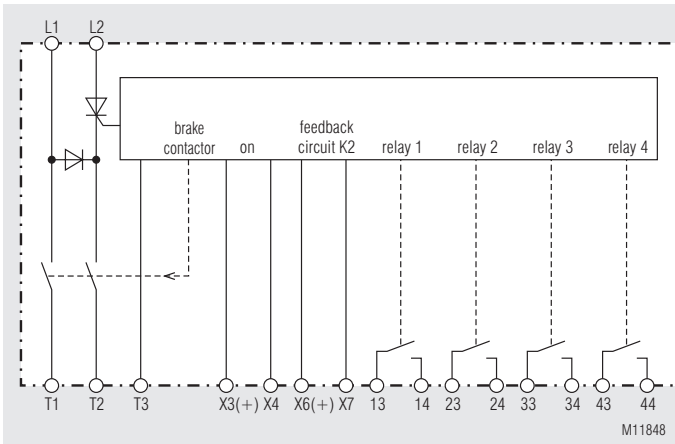 L1 L2
brake contactor
on
feedback circuit K2
relay 1
relay 2
relay 3
relay 4
T1 T2 T3 X3(+) X4 X6(+) X7 13 14 23 24 33 34 43 44
M11848